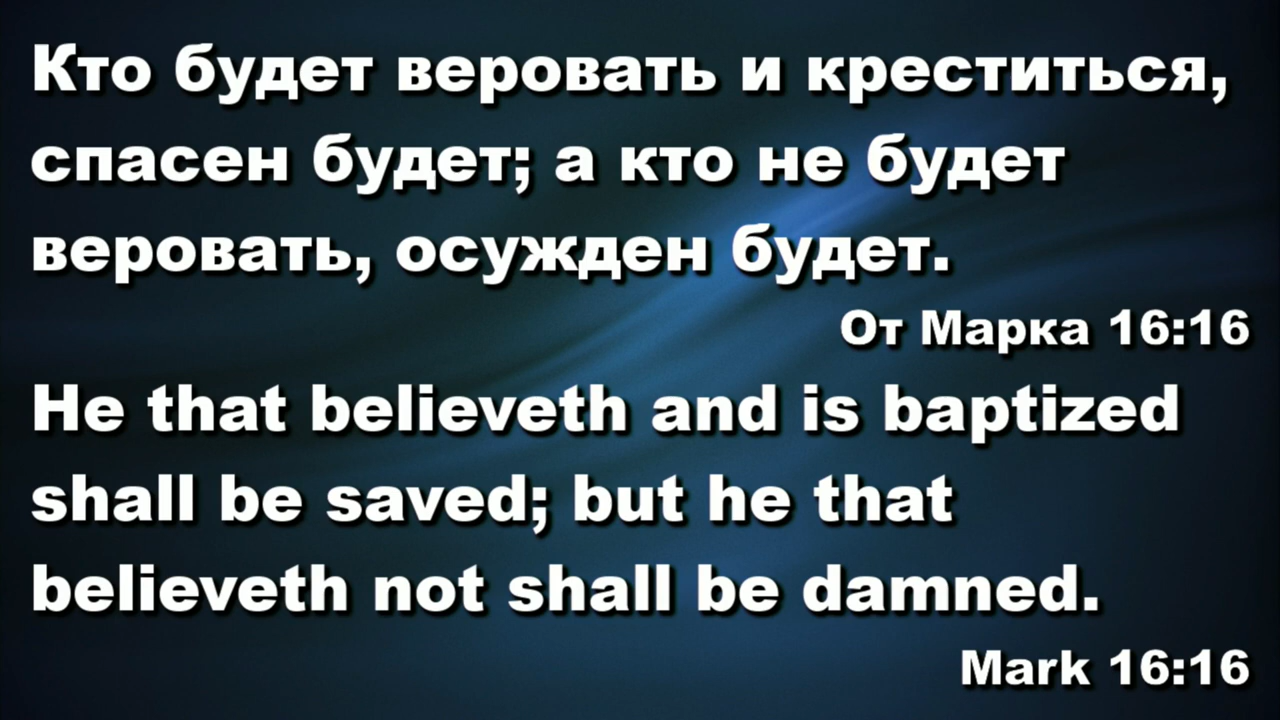 Кто будет веровать и креститься,
спасен будет; а кто не будет
веровать, осужден будет.
От Марка 16:16
He that believeth and is baptized
shall be saved; but he that
believeth not shall be damned.
Mark 16:16